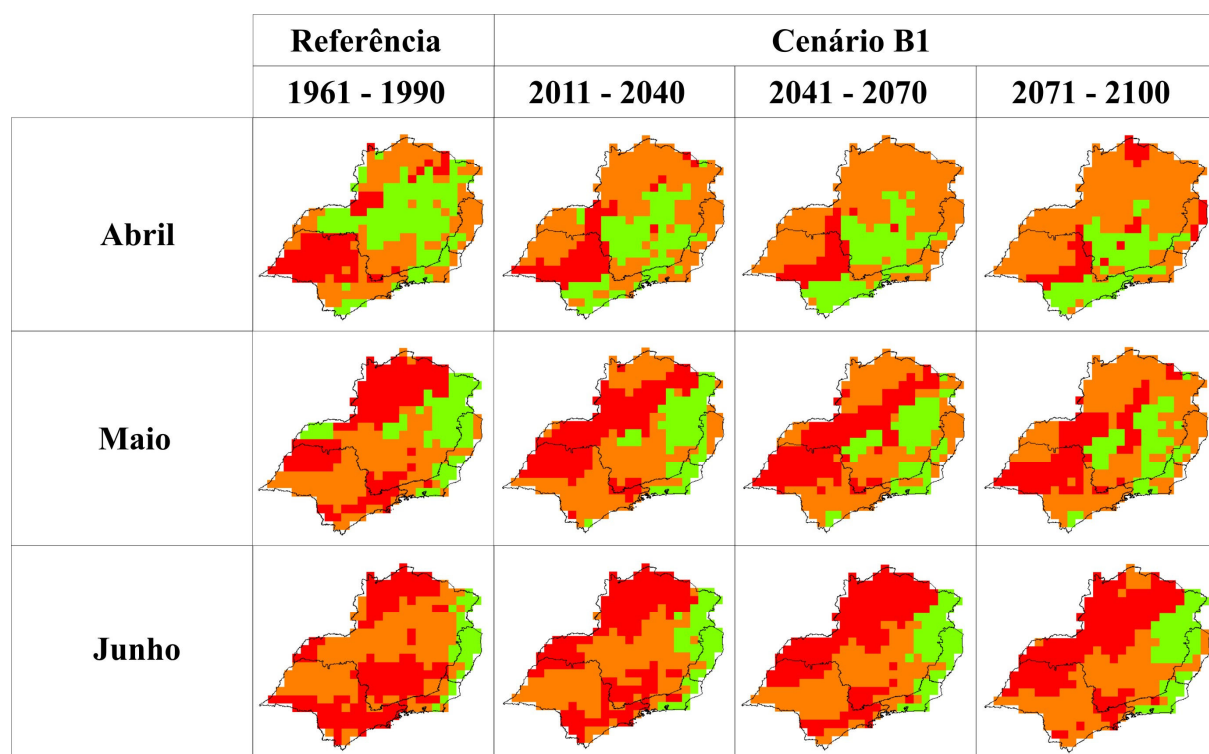 Referência
Cenário B1
1961 - 1990
2011 - 2040
2041 - 2070
2071 - 2100
Abril
Maio
Junho